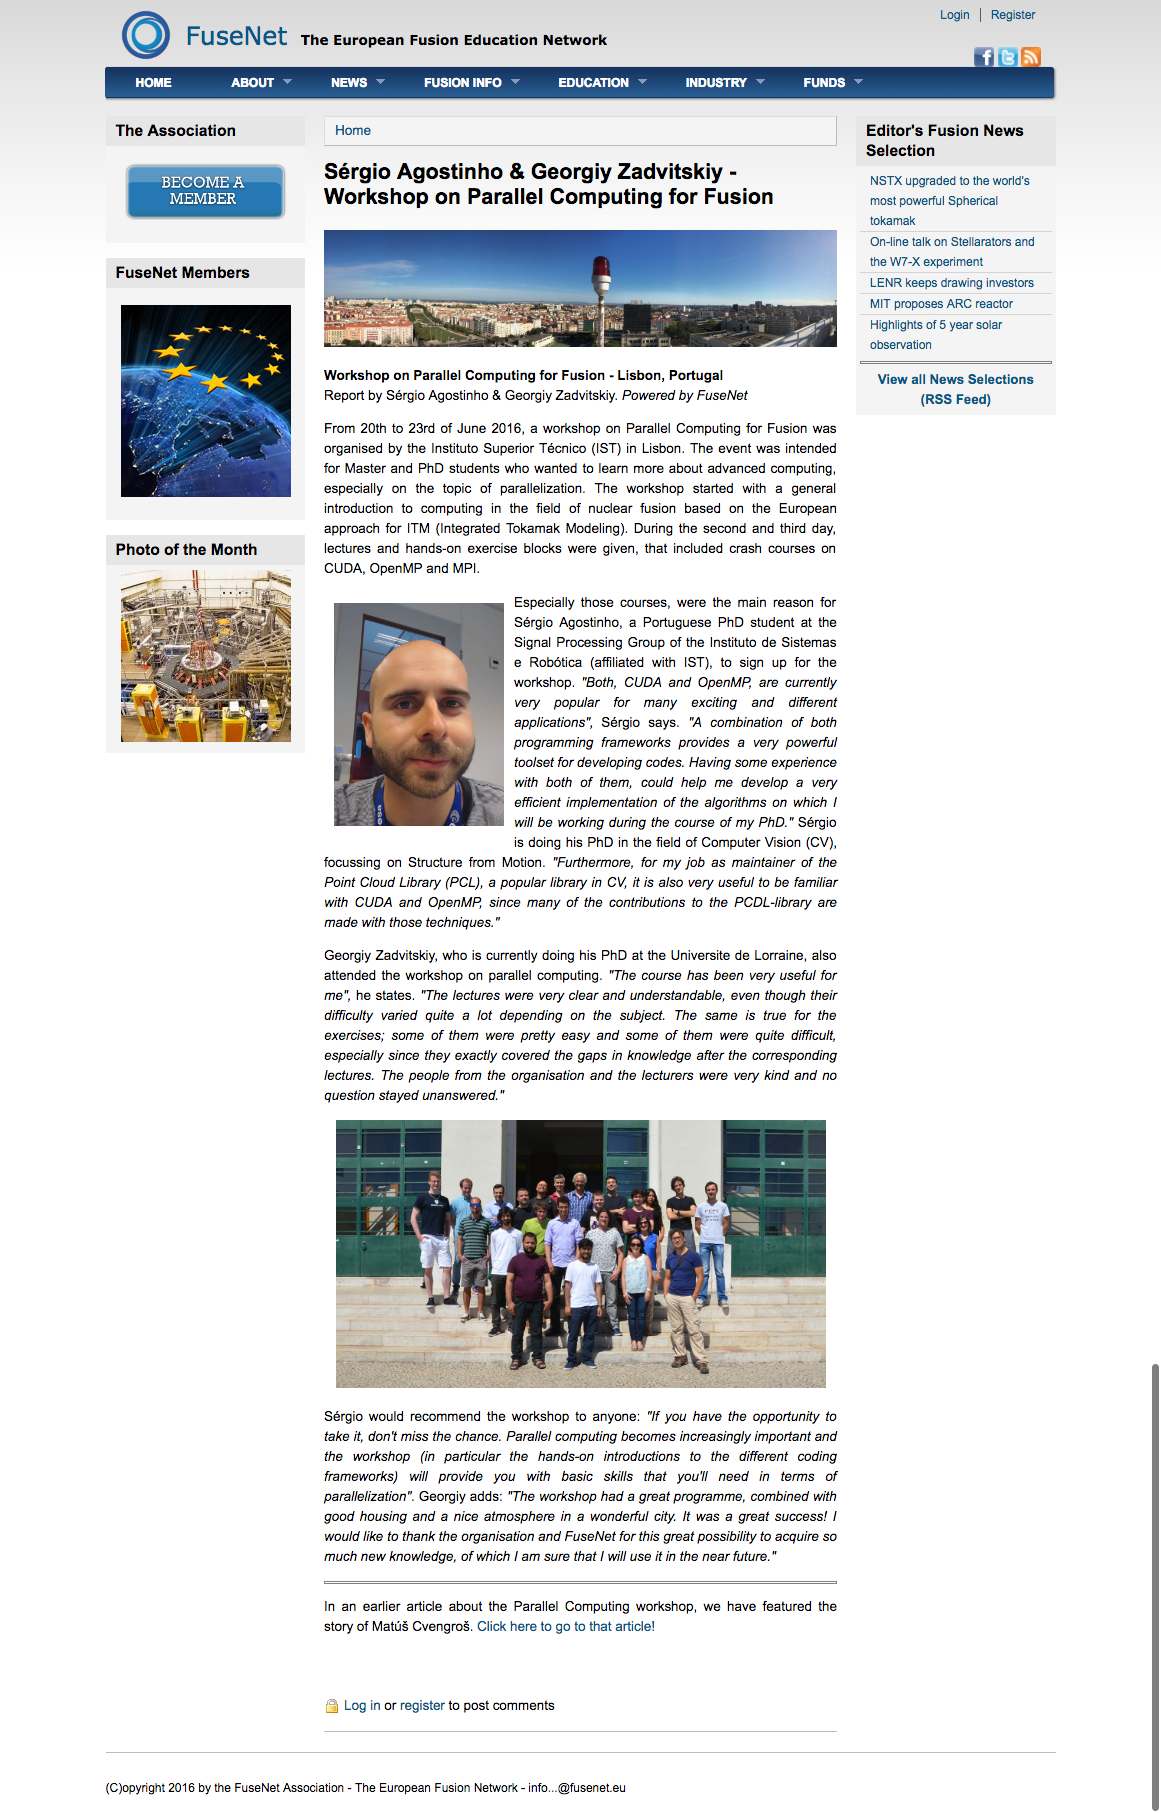 Login | Register
FuseNet The European Fusion Education Network
HOME ABOUT NEWS FUSION INFO EDUCATION INDUSTRY FUNDS
The Association
BECOME A
MEMBER
FuseNet Members
Photo of the Month
Home
Sérgio Agostinho & Georgiy Zadvitskiy -
Workshop on Parallel Computing for Fusion
Workshop on Parallel Computing for Fusion - Lisbon, Portugal
Report by Sérgio Agostinho & Georgiy Zadvitskiy. Powered by FuseNet
From 20th to 23rd of June 2016, a workshop on Parallel Computing for Fusion was
organised by the Instituto Superior Técnico (IST) in Lisbon. The event was intended
for Master and PhD students who wanted to learn more about advanced computing,
especially on the topic of parallelization. The workshop started with a general
introduction to computing in the field of nuclear fusion based on the European
approach for ITM (Integrated Tokamak Modeling). During the second and third day,
lectures and hands-on exercise blocks were given, that included crash courses on
CUDA, OpenMP and MPI.
Especially those courses, were the main reason for
Sérgio Agostinho, a Portuguese PhD student at the
Signal Processing Group of the Instituto de Sistemas
e Robótica (affiliated with IST), to sign up for the
workshop. "Both, CUDA and OpenMP, are currently
very popular for many exciting and different
applications", Sérgio says. "A combination of both
programming frameworks provides a very powerful
toolset for developing codes. Having some experience
with both of them, could help me develop a very
efficient implementation of the algorithms on which I
will be working during the course of my PhD." Sérgio
is doing his PhD in the field of Computer Vision (CV),
focussing on Structure from Motion. "Furthermore, for my job as maintainer of the
Point Cloud Library (PCL), a popular library in CV, it is also very useful to be familiar
with CUDA and OpenMP, since many of the contributions to the PCDL-library are
made with those techniques."
Georgiy Zadvitskiy, who is currently doing his PhD at the Universite de Lorraine, also
attended the workshop on parallel computing. "The course has been very useful for
me", he states. "The lectures were very clear and understandable, even though their
difficulty varied quite a lot depending on the subject. The same is true for the
exercises; some of them were pretty easy and some of them were quite difficult,
especially since they exactly covered the gaps in knowledge after the corresponding
lectures. The people from the organisation and the lecturers were very kind and no
question stayed unanswered."
Sérgio would recommend the workshop to anyone: "If you have the opportunity to
take it, don't miss the chance. Parallel computing becomes increasingly important and
the workshop (in particular the hands-on introductions to the different coding
frameworks) will provide you with basic skills that you'll need in terms of
parallelization". Georgiy adds: "The workshop had a great programme, combined with
good housing and a nice atmosphere in a wonderful city. It was a great success! I
would like to thank the organisation and FuseNet for this great possibility to acquire so
much new knowledge, of which I am sure that I will use it in the near future."
In an earlier article about the Parallel Computing workshop, we have featured the
story of Matúš Cvengroš. Click here to go to that article!
Log in or register to post comments
Editor's Fusion News
Selection
NSTX upgraded to the world's
most powerful Spherical
tokamak
On-line talk on Stellarators and
the W7-X experiment
LENR keeps drawing investors
MIT proposes ARC reactor
Highlights of 5 year solar
observation
View all News Selections
(RSS Feed)
(C)opyright 2016 by the FuseNet Association - The European Fusion Network - info...@fusenet.eu